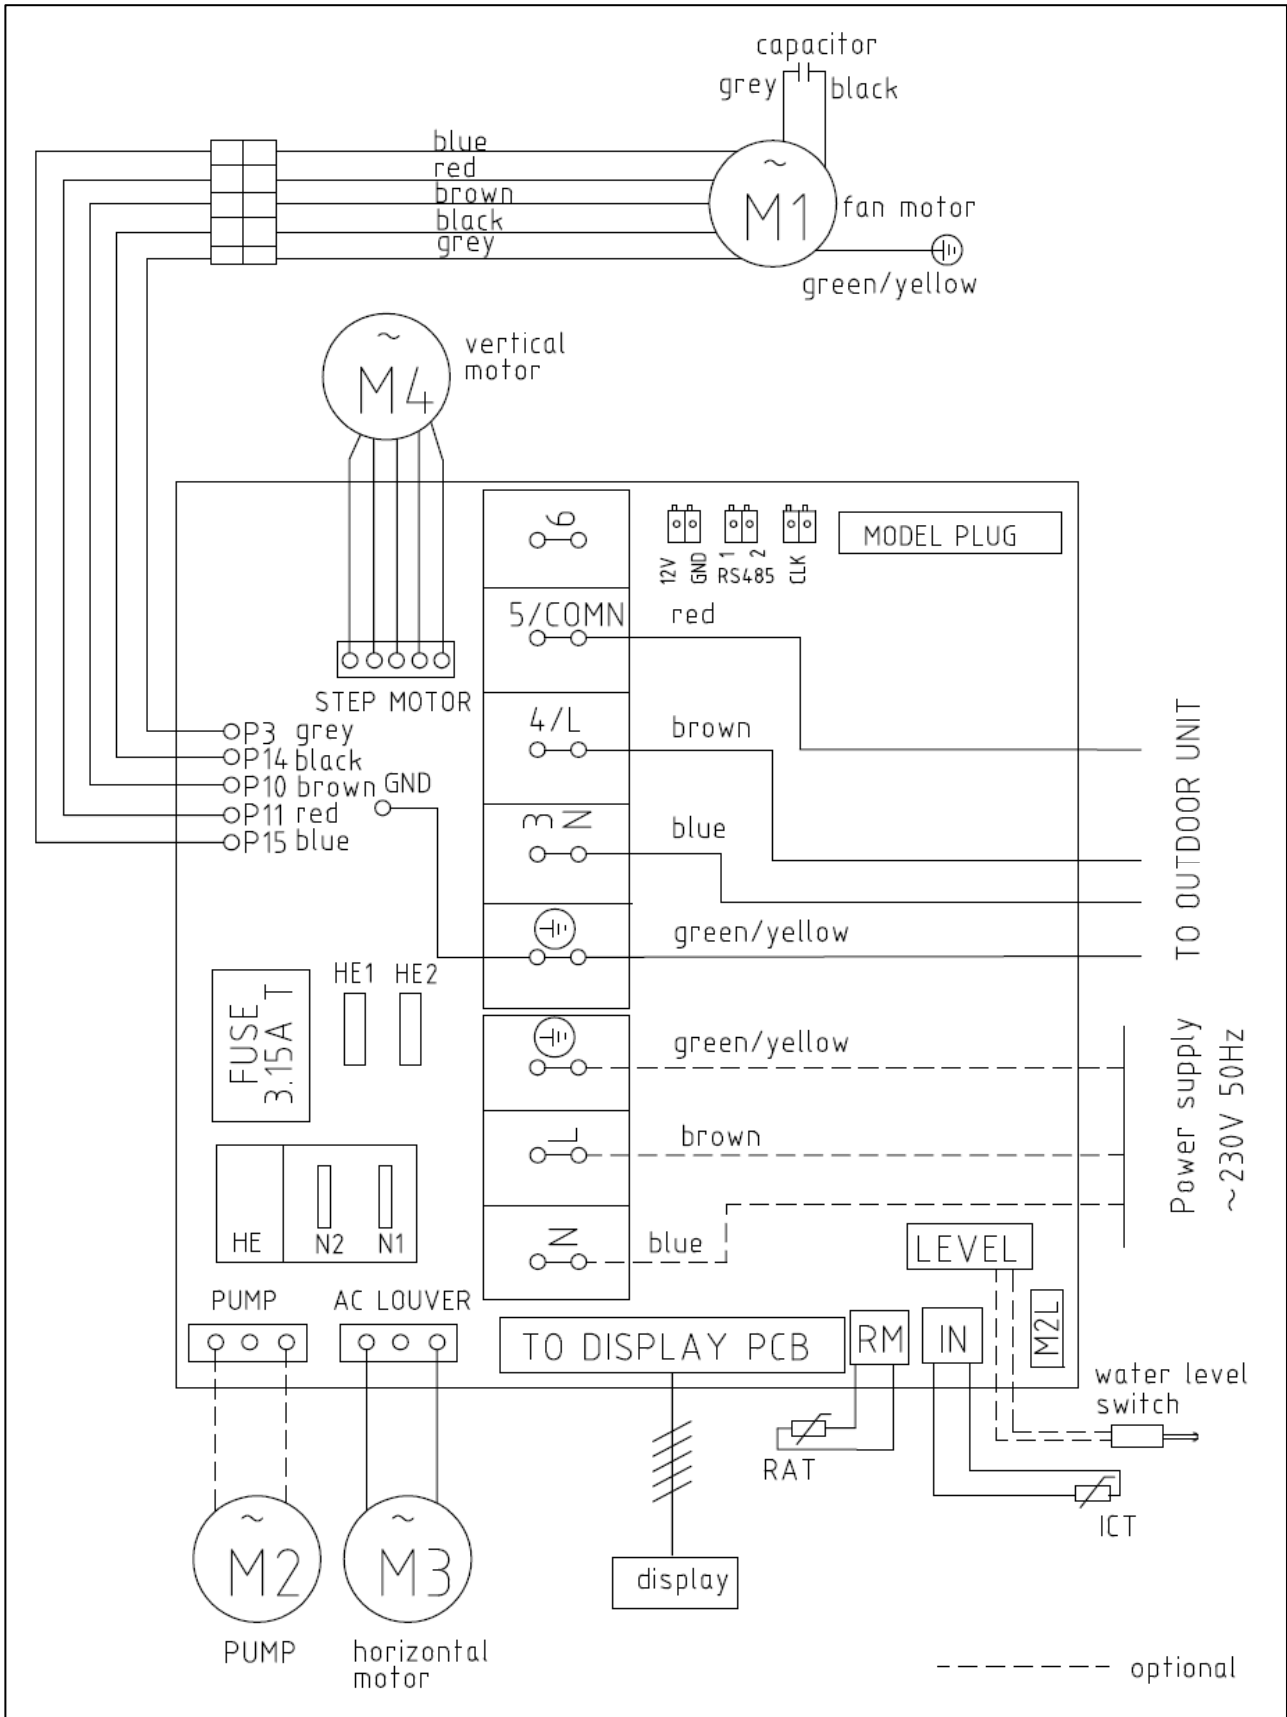 capacitor
grey
black
blue
red
brown
black
grey
~
M1
fan motor
green/yellow
~
M4
vertical
motor
6
12V
GND
1
2
RS485
CLK
MODEL PLUG
5/COMN
red
STEP MOTOR
4/L
brown
P3 grey
P14 black
P10 brown
GND
P11 red
P15 blue
3 N
blue
TO OUTDOOR UNIT
green/yellow
HE1
HE2
FUSE
3.15A T
green/yellow
L
brown
Power supply
~230V 50Hz
HE
N2
N1
N
blue
LEVEL
PUMP
AC LOUVER
TO DISPLAY PCB
RM
IN
M2L
water level
switch
RAT
ICT
~
M2
PUMP
~
M3
horizontal
motor
display
optional